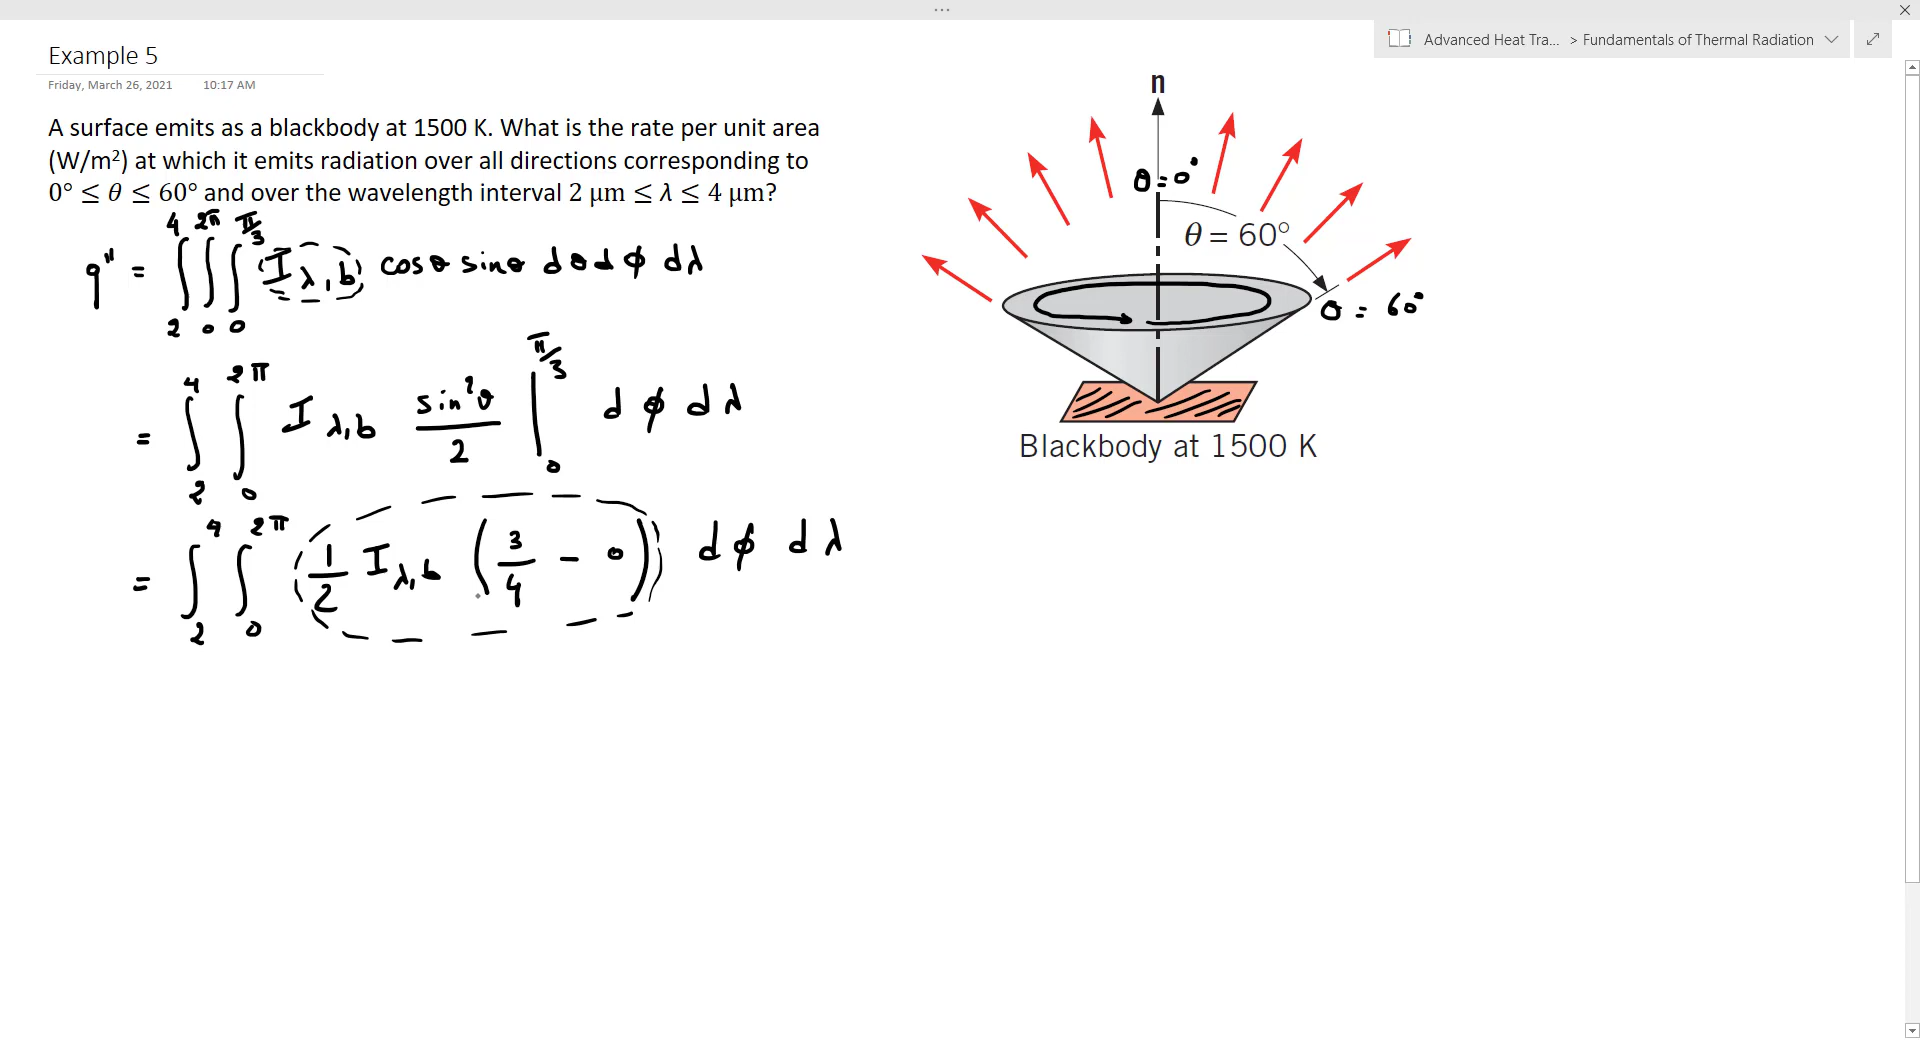 Advanced Heat Tra... > Fundamentals of Thermal Radiation
Example 5
Friday, March 26, 2021 10:17 AM
A surface emits as a blackbody at 1500 K. What is the rate per unit area
(W/m²) at which it emits radiation over all directions corresponding to
0° ≤ θ ≤ 60° and over the wavelength interval 2 μm ≤ λ ≤ 4 μm?
q'' = ∫₂⁴ ∫₀^2π ∫₀^π/3 I λ,b cosθ sinθ dθ dϕ dλ
= ∫₂⁴ ∫₀^2π I λ,b sin²θ/2 |₀^π/3 dϕ dλ
= ∫₂⁴ ∫₀^2π 1/2 I λ,b (3/4 - 0) dϕ dλ
n
θ = 0°
θ = 60°
θ = 60°
Blackbody at 1500 K